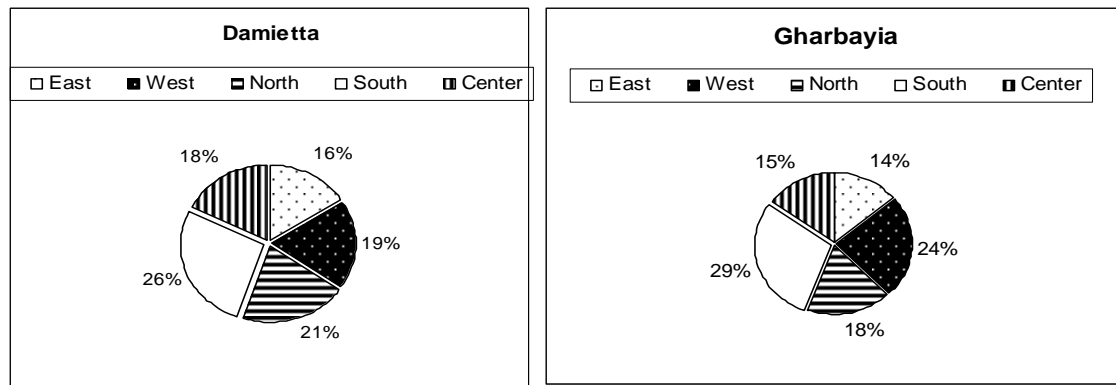 Damietta
East West North South Center
18% 16%
19%
26%
21%
Gharbayia
East West North South Center
15% 14%
24%
29%
18%